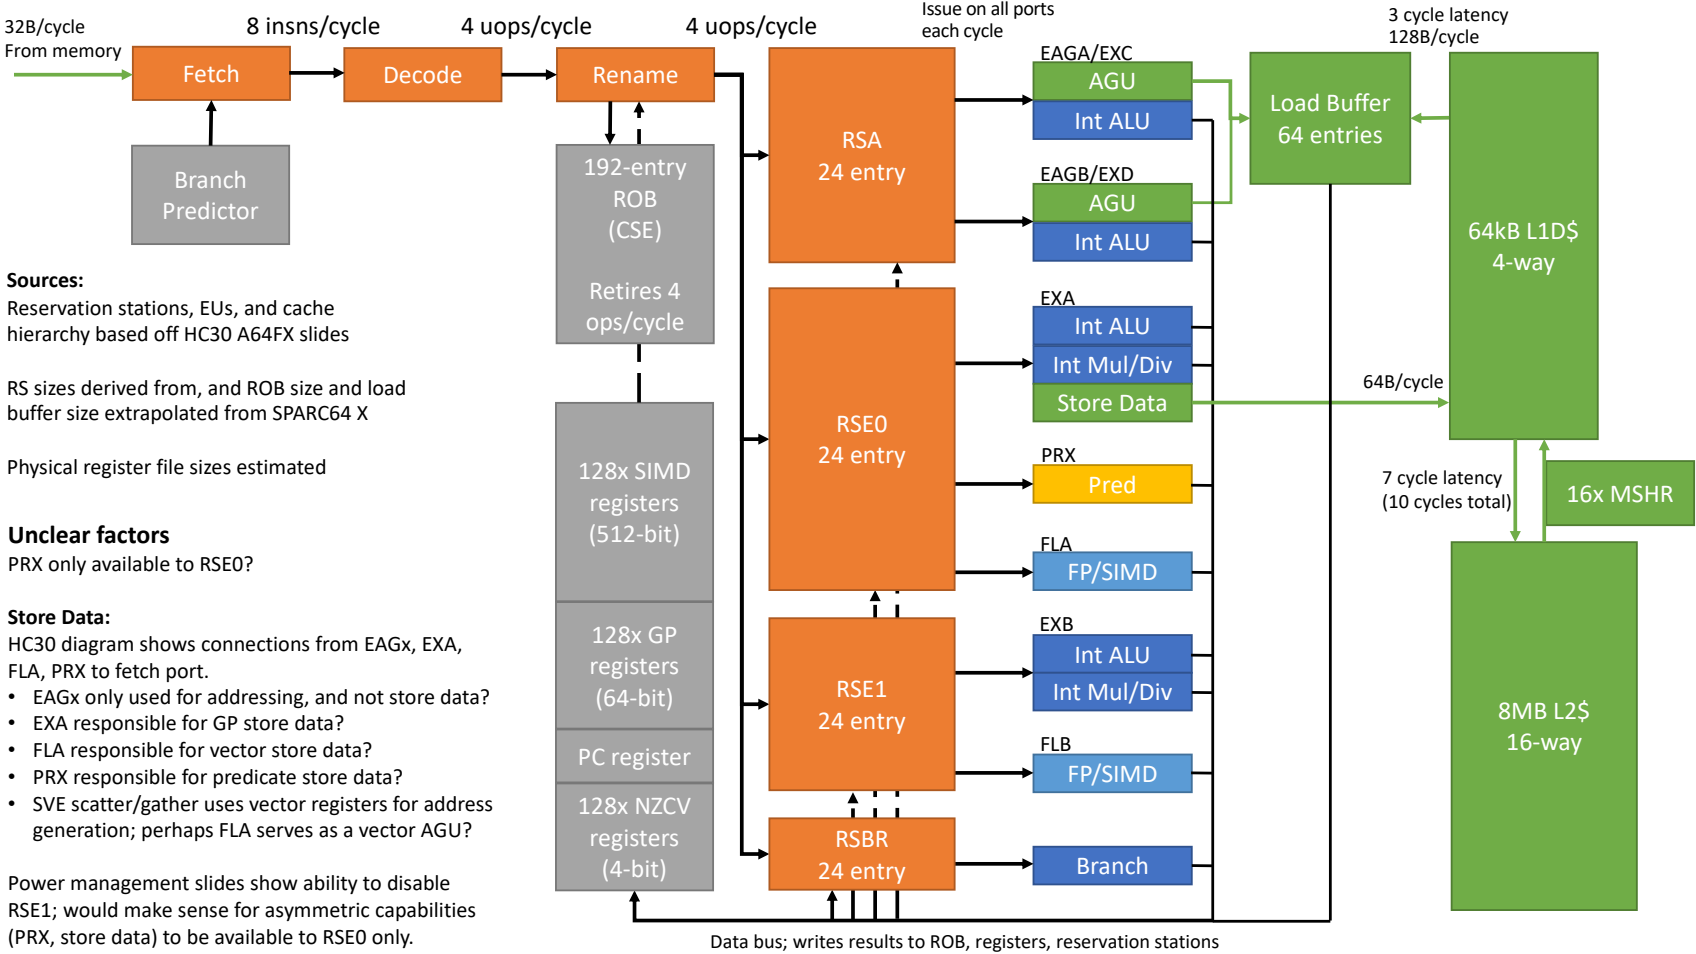 32B/cycle
From memory
8 insns/cycle
4 uops/cycle
4 uops/cycle
Issue on all ports
each cycle
3 cycle latency
128B/cycle
Fetch
Decode
Rename
Branch
Predictor
192-entry
ROB
(CSE)
Retires 4
ops/cycle
128x SIMD
registers
(512-bit)
128x GP
registers
(64-bit)
PC register
128x NZCV
registers
(4-bit)
RSA
24 entry
RSE0
24 entry
RSE1
24 entry
RSBR
24 entry
EAGA/EXC
AGU
Int ALU
EAGB/EXD
AGU
Int ALU
EXA
Int ALU
Int Mul/Div
Store Data
PRX
Pred
FLA
FP/SIMD
EXB
Int ALU
Int Mul/Div
FLB
FP/SIMD
Branch
Load Buffer
64 entries
64kB L1D$
4-way
64B/cycle
7 cycle latency
(10 cycles total)
16x MSHR
8MB L2$
16-way
Data bus; writes results to ROB, registers, reservation stations
Sources:
Reservation stations, EUs, and cache
hierarchy based off HC30 A64FX slides
RS sizes derived from, and ROB size and load
buffer size extrapolated from SPARC64 X
Physical register file sizes estimated
Unclear factors
PRX only available to RSE0?
Store Data:
HC30 diagram shows connections from EAGx, EXA,
FLA, PRX to fetch port.
• EAGx only used for addressing, and not store data?
• EXA responsible for GP store data?
• FLA responsible for vector store data?
• PRX responsible for predicate store data?
• SVE scatter/gather uses vector registers for address
generation; perhaps FLA serves as a vector AGU?
Power management slides show ability to disable
RSE1; would make sense for asymmetric capabilities
(PRX, store data) to be available to RSE0 only.